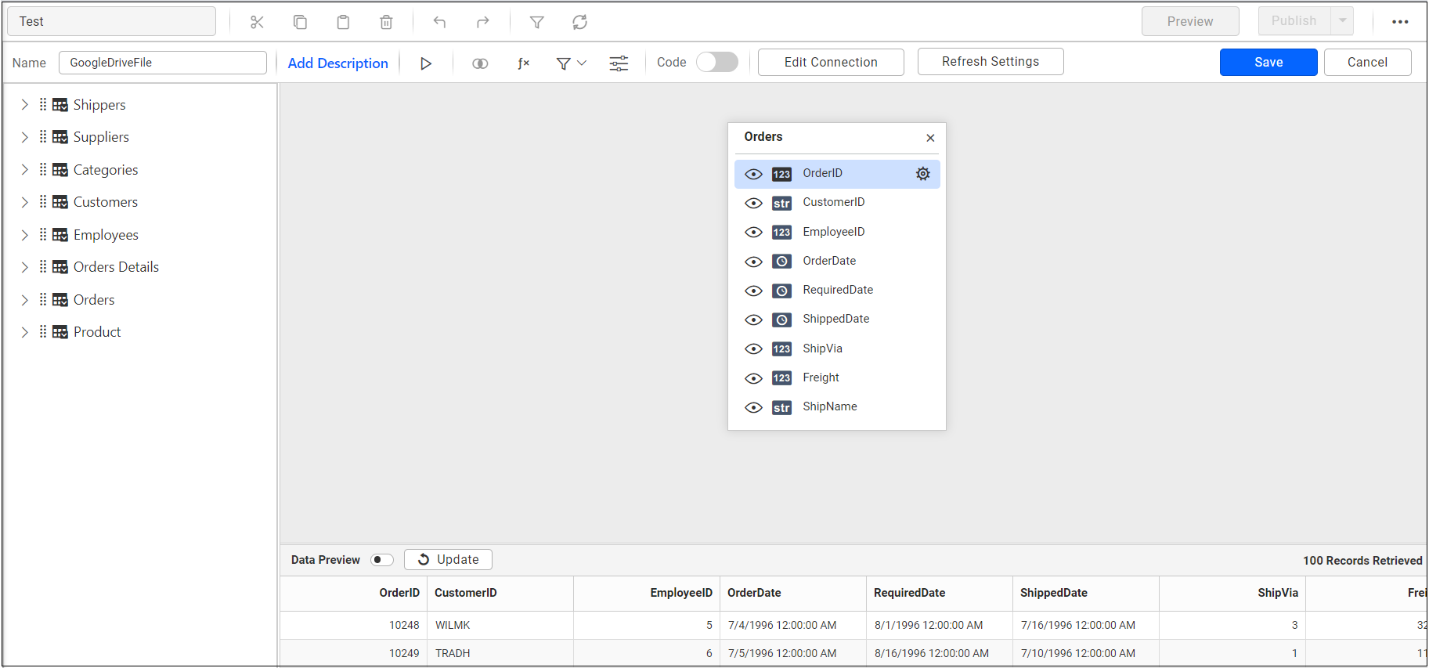 Test Preview Publish
Name GoogleDriveFile Add Description Code Edit Connection Refresh Settings Save Cancel
Shippers
Suppliers
Categories
Customers
Employees
Orders Details
Orders
Product
Orders
123 OrderID
str CustomerID
123 EmployeeID
OrderDate
RequiredDate
ShippedDate
123 ShipVia
123 Freight
str ShipName
Data Preview Update 100 Records Retrieved
OrderID CustomerID EmployeeID OrderDate RequiredDate ShippedDate ShipVia Frei
10248 WILMK 5 7/4/1996 12:00:00 AM 8/1/1996 12:00:00 AM 7/16/1996 12:00:00 AM 3 32
10249 TRADH 6 7/5/1996 12:00:00 AM 8/16/1996 12:00:00 AM 7/10/1996 12:00:00 AM 1 11